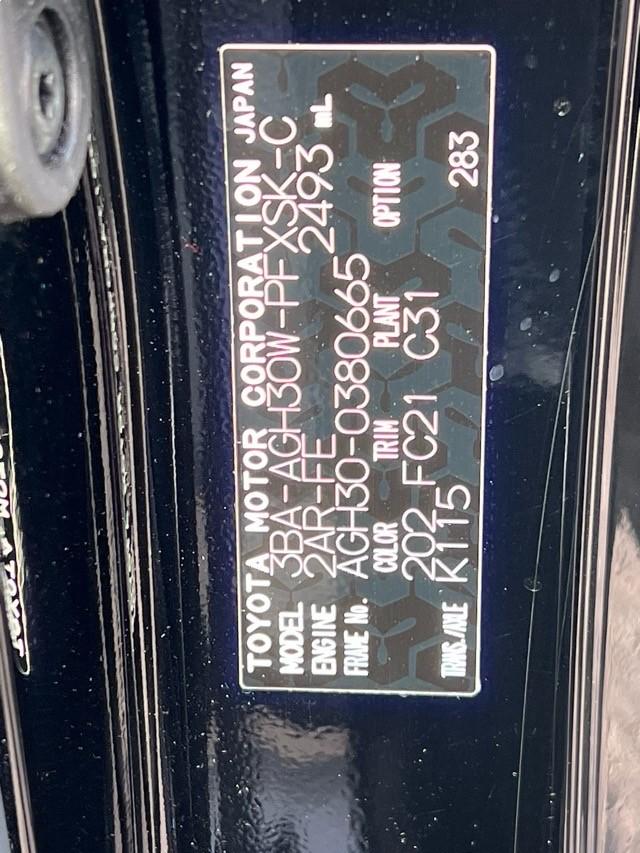 TOYOTA MOTOR CORPORATION JAPAN
MODEL 3BA-AGH30W-PFXSK-C
ENGINE 2AR-FE 2493 mL
FRAME No. AGH30-0380665
COLOR TRIM PLANT OPTION
202 FC21 C31
TRANS./AXLE K115 283